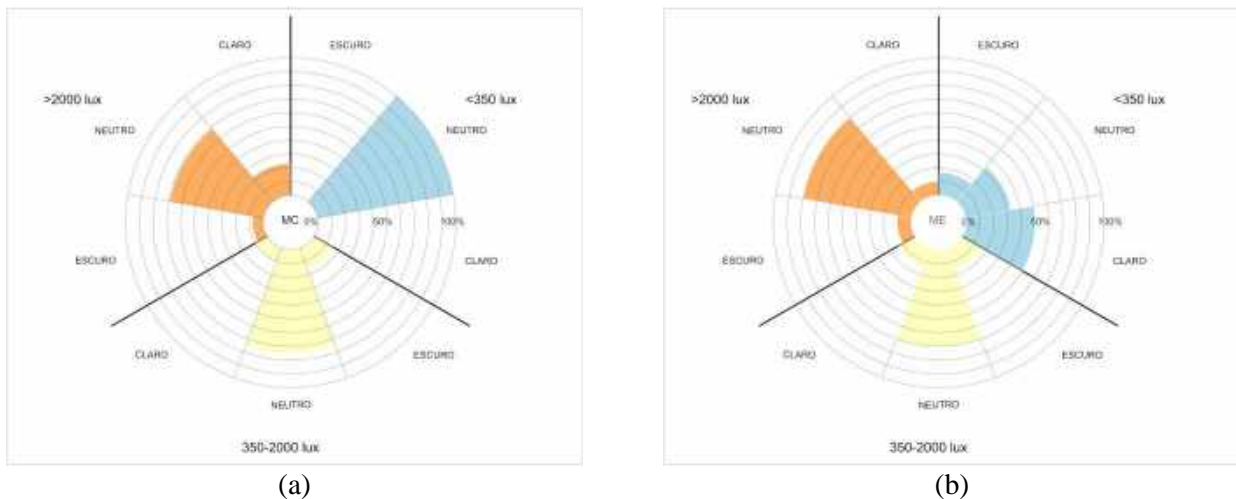 CLARO ESCURO
>2000 lux <350 lux
NEUTRO NEUTRO
MC 0% 50% 100%
ESCURO CLARO
CLARO ESCURO
NEUTRO
350-2000 lux
(a)
CLARO ESCURO
>2000 lux <350 lux
NEUTRO NEUTRO
ME 0% 50% 100%
ESCURO CLARO
CLARO ESCURO
NEUTRO
350-2000 lux
(b)